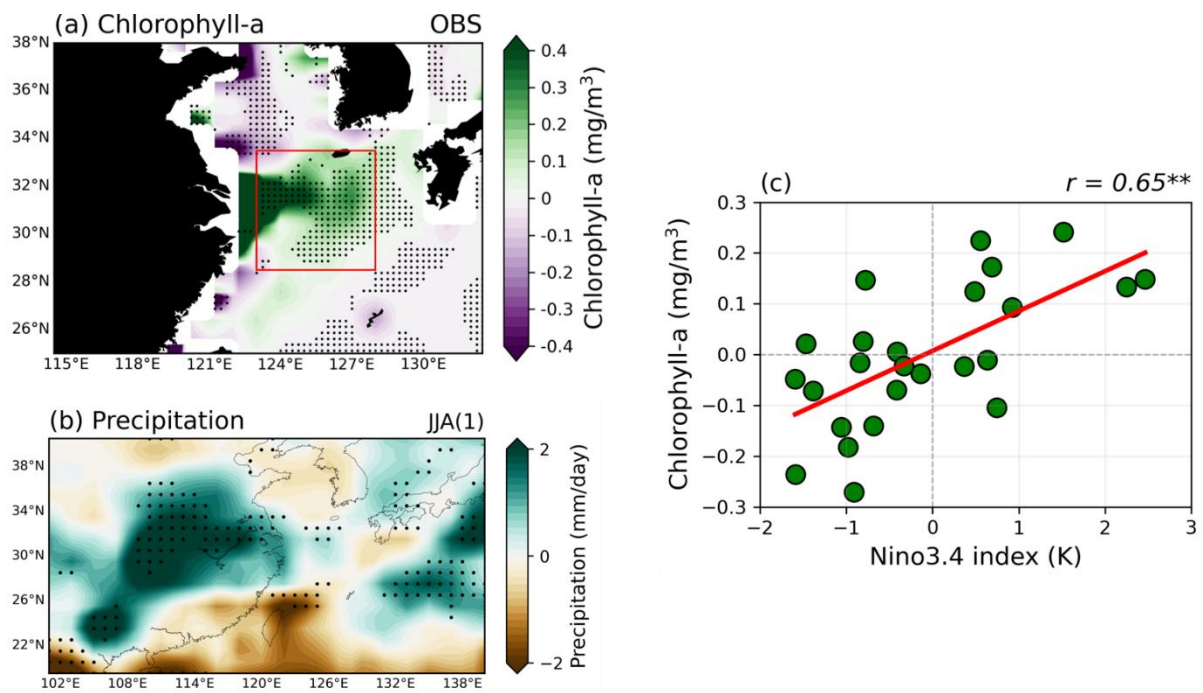 (a) Chlorophyll-a OBS
38°N
36°N
34°N
32°N
30°N
28°N
26°N
115°E 118°E 121°E 124°E 127°E 130°E
0.4
0.3
0.2
0.1
0
-0.1
-0.2
-0.3
-0.4
Chlorophyll-a (mg/m³)
(b) Precipitation JJA(1)
38°N
34°N
30°N
26°N
22°N
102°E 108°E 114°E 120°E 126°E 132°E 138°E
2
0
−2
Precipitation (mm/day)
(c) r = 0.65**
0.3
0.2
0.1
0.0
−0.1
−0.2
−0.3
Chlorophyll-a (mg/m³)
−2 −1 0 1 2 3
Nino3.4 index (K)